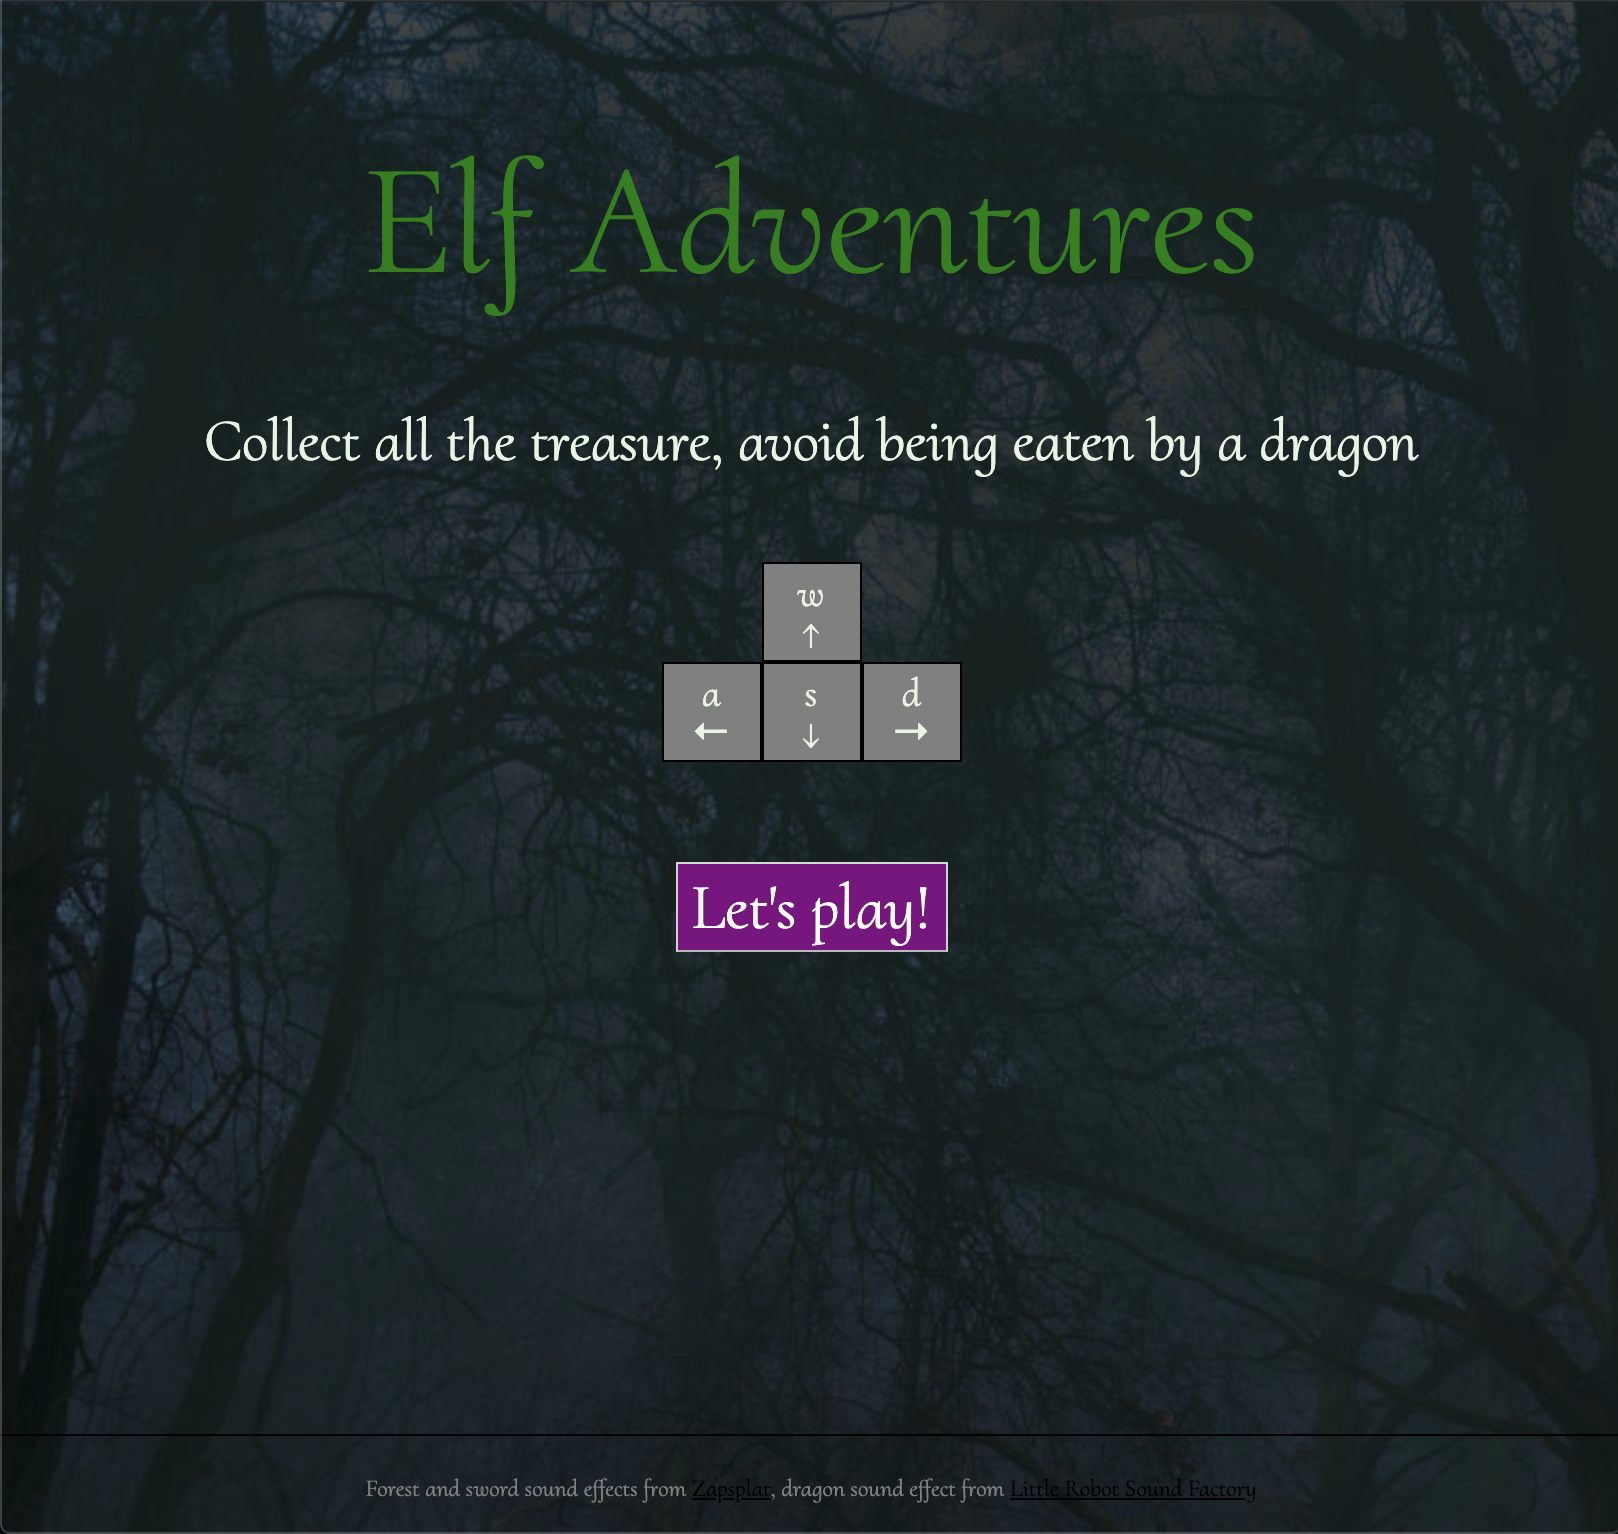 Elf Adventures
Collect all the treasure, avoid being eaten by a dragon
w
↑
a s d
← ↓ →
Let's play!
Forest and sword sound effects from Zapsplat, dragon sound effect from Little Robot Sound Factory